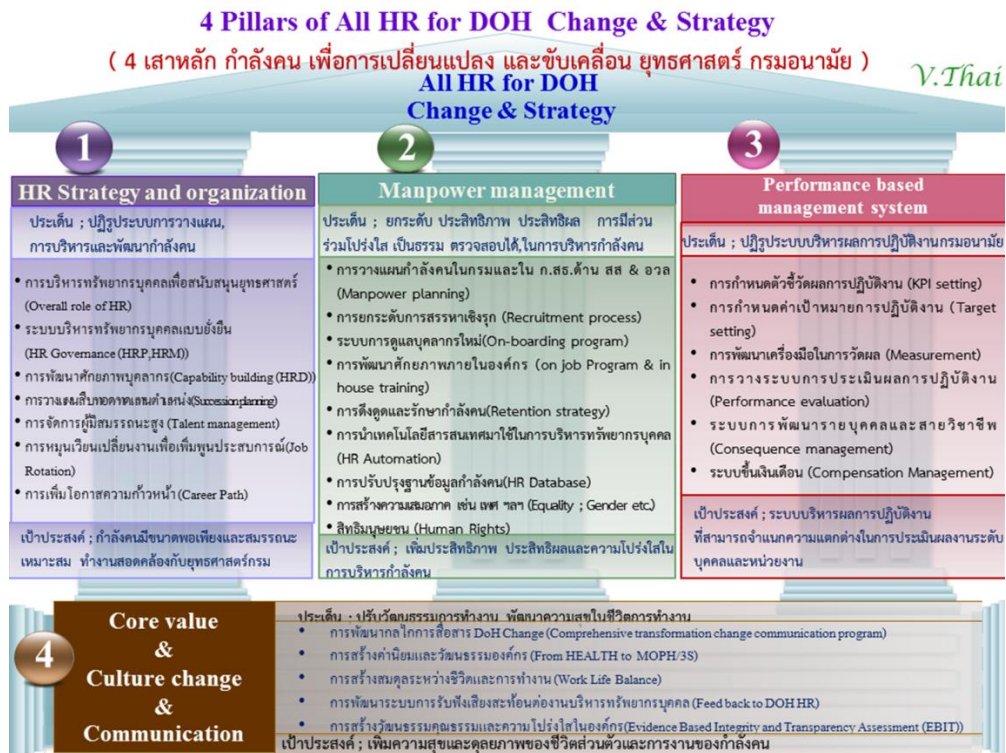 4 Pillars of All HR for DOH Change & Strategy
( 4 เสาหลัก กำลังคน เพื่อการเปลี่ยนแปลง และขับเคลื่อน ยุทธศาสตร์ กรมอนามัย )
V.Thai
All HR for DOH
Change & Strategy
1
HR Strategy and organization
ประเด็น ; ปฏิรูประบบการวางแผน,
การบริหารและพัฒนากำลังคน
• การบริหารทรัพยากรบุคคลเพื่อสนับสนุนยุทธศาสตร์
(Overall role of HR)
• ระบบบริหารทรัพยากรบุคคลแบบยั่งยืน
(HR Governance (HRP,HRM))
• การพัฒนาศักยภาพบุคลากร(Capability building (HRD))
• การวางแผนสืบทอดทดแทนตำแหน่ง(Succession planning)
• การจัดการผู้มีสมรรถนะสูง (Talent management)
• การหมุนเวียนเปลี่ยนงานเพื่อเพิ่มพูนประสบการณ์(Job
Rotation)
• การเพิ่มโอกาสความก้าวหน้า (Career Path)
เป้าประสงค์ ; กำลังคนมีขนาดพอเพียงและสมรรถนะ
เหมาะสม ทำงานสอดคล้องกับยุทธศาสตร์กรม
2
Manpower management
ประเด็น ; ยกระดับ ประสิทธิภาพ ประสิทธิผล การมีส่วน
ร่วมโปร่งใส เป็นธรรม ตรวจสอบได้,ในการบริหารกำลังคน
• การวางแผนกำลังคนในกรมและใน ก.สธ.ด้าน สส & อวล
(Manpower planning)
• การยกระดับการสรรหาเชิงรุก (Recruitment process)
• ระบบการดูแลบุคลากรใหม่(On-boarding program)
• การพัฒนาศักยภาพภายในองค์กร (on job Program & in
house training)
• การดึงดูดและรักษากำลังคน(Retention strategy)
• การนำเทคโนโลยีสารสนเทศมาใช้ในการบริหารทรัพยากรบุคคล
(HR Automation)
• การปรับปรุงฐานข้อมูลกำลังคน(HR Database)
• การสร้างความเสมอภาค เช่น เพศ ฯลฯ (Equality ; Gender etc.)
• สิทธิมนุษยชน (Human Rights)
เป้าประสงค์ ; เพิ่มประสิทธิภาพ ประสิทธิผลและความโปร่งใสใน
การบริหารกำลังคน
3
Performance based
management system
ประเด็น ; ปฏิรูประบบบริหารผลการปฏิบัติงานกรมอนามัย
• การกำหนดตัวชี้วัดผลการปฏิบัติงาน (KPI setting)
• การกำหนดค่าเป้าหมายการปฏิบัติงาน (Target
setting)
• การพัฒนาเครื่องมือในการวัดผล (Measurement)
• การวางระบบการประเมินผลการปฏิบัติงาน
(Performance evaluation)
• ระบบการพัฒนารายบุคคลและสายวิชาชีพ
(Consequence management)
• ระบบขึ้นเงินเดือน (Compensation Management)
เป้าประสงค์ ; ระบบบริหารผลการปฏิบัติงาน
ที่สามารถจำแนกความแตกต่างในการประเมินผลงานระดับ
บุคคลและหน่วยงาน
4
Core value
&
Culture change
&
Communication
ประเด็น ; ปรับวัฒนธรรมการทำงาน พัฒนาความสุขในชีวิตการทำงาน
• การพัฒนากลไกการสื่อสาร DoH Change (Comprehensive transformation change communication program)
• การสร้างค่านิยมและวัฒนธรรมองค์กร (From HEALTH to MOPH/3S)
• การสร้างสมดุลระหว่างชีวิตและการทำงาน (Work Life Balance)
• การพัฒนาระบบการรับฟังเสียงสะท้อนต่องานบริหารทรัพยากรบุคคล (Feed back to DOH HR)
• การสร้างวัฒนธรรมคุณธรรมและความโปร่งใสในองค์กร(Evidence Based Integrity and Transparency Assessment (EBIT))
เป้าประสงค์ ; เพิ่มความสุขและดุลยภาพของชีวิตส่วนตัวและการงานของกำลังคน